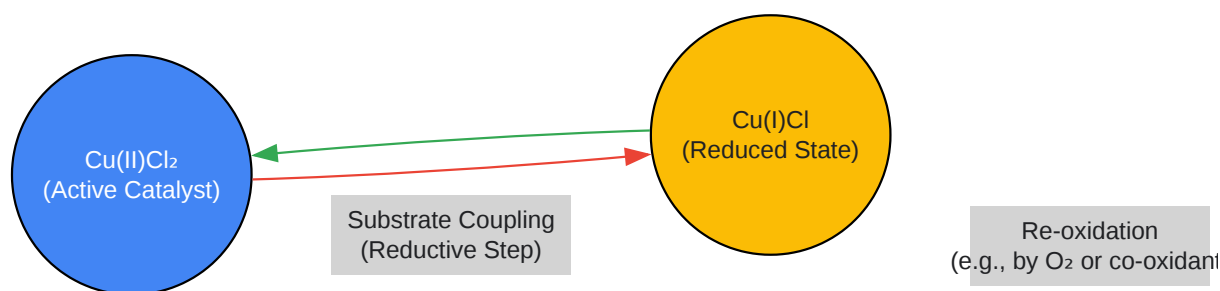 Cu(II)Cl₂
(Active Catalyst)
Cu(I)Cl
(Reduced State)
Substrate Coupling
(Reductive Step)
Re-oxidation
(e.g., by O₂ or co-oxidant